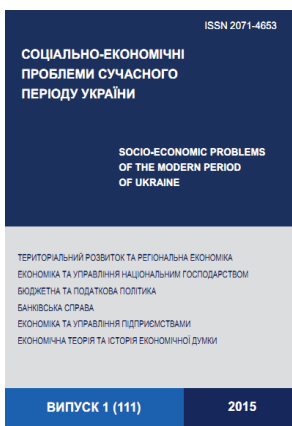 ISSN 2071-4653
СОЦІАЛЬНО-ЕКОНОМІЧНІ
ПРОБЛЕМИ СУЧАСНОГО
ПЕРІОДУ УКРАЇНИ
SOCIO-ECONOMIC PROBLEMS
OF THE MODERN PERIOD
OF UKRAINE
ТЕРИТОРІАЛЬНИЙ РОЗВИТОК ТА РЕГІОНАЛЬНА ЕКОНОМІКА
ЕКОНОМІКА ТА УПРАВЛІННЯ НАЦІОНАЛЬНИМ ГОСПОДАРСТВОМ
БЮДЖЕТНА ТА ПОДАТКОВА ПОЛІТИКА
БАНКІВСЬКА СПРАВА
ЕКОНОМІКА ТА УПРАВЛІННЯ ПІДПРИЄМСТВАМИ
ЕКОНОМІЧНА ТЕОРІЯ ТА ІСТОРІЯ ЕКОНОМІЧНОЇ ДУМКИ
ВИПУСК 1 (111) 2015